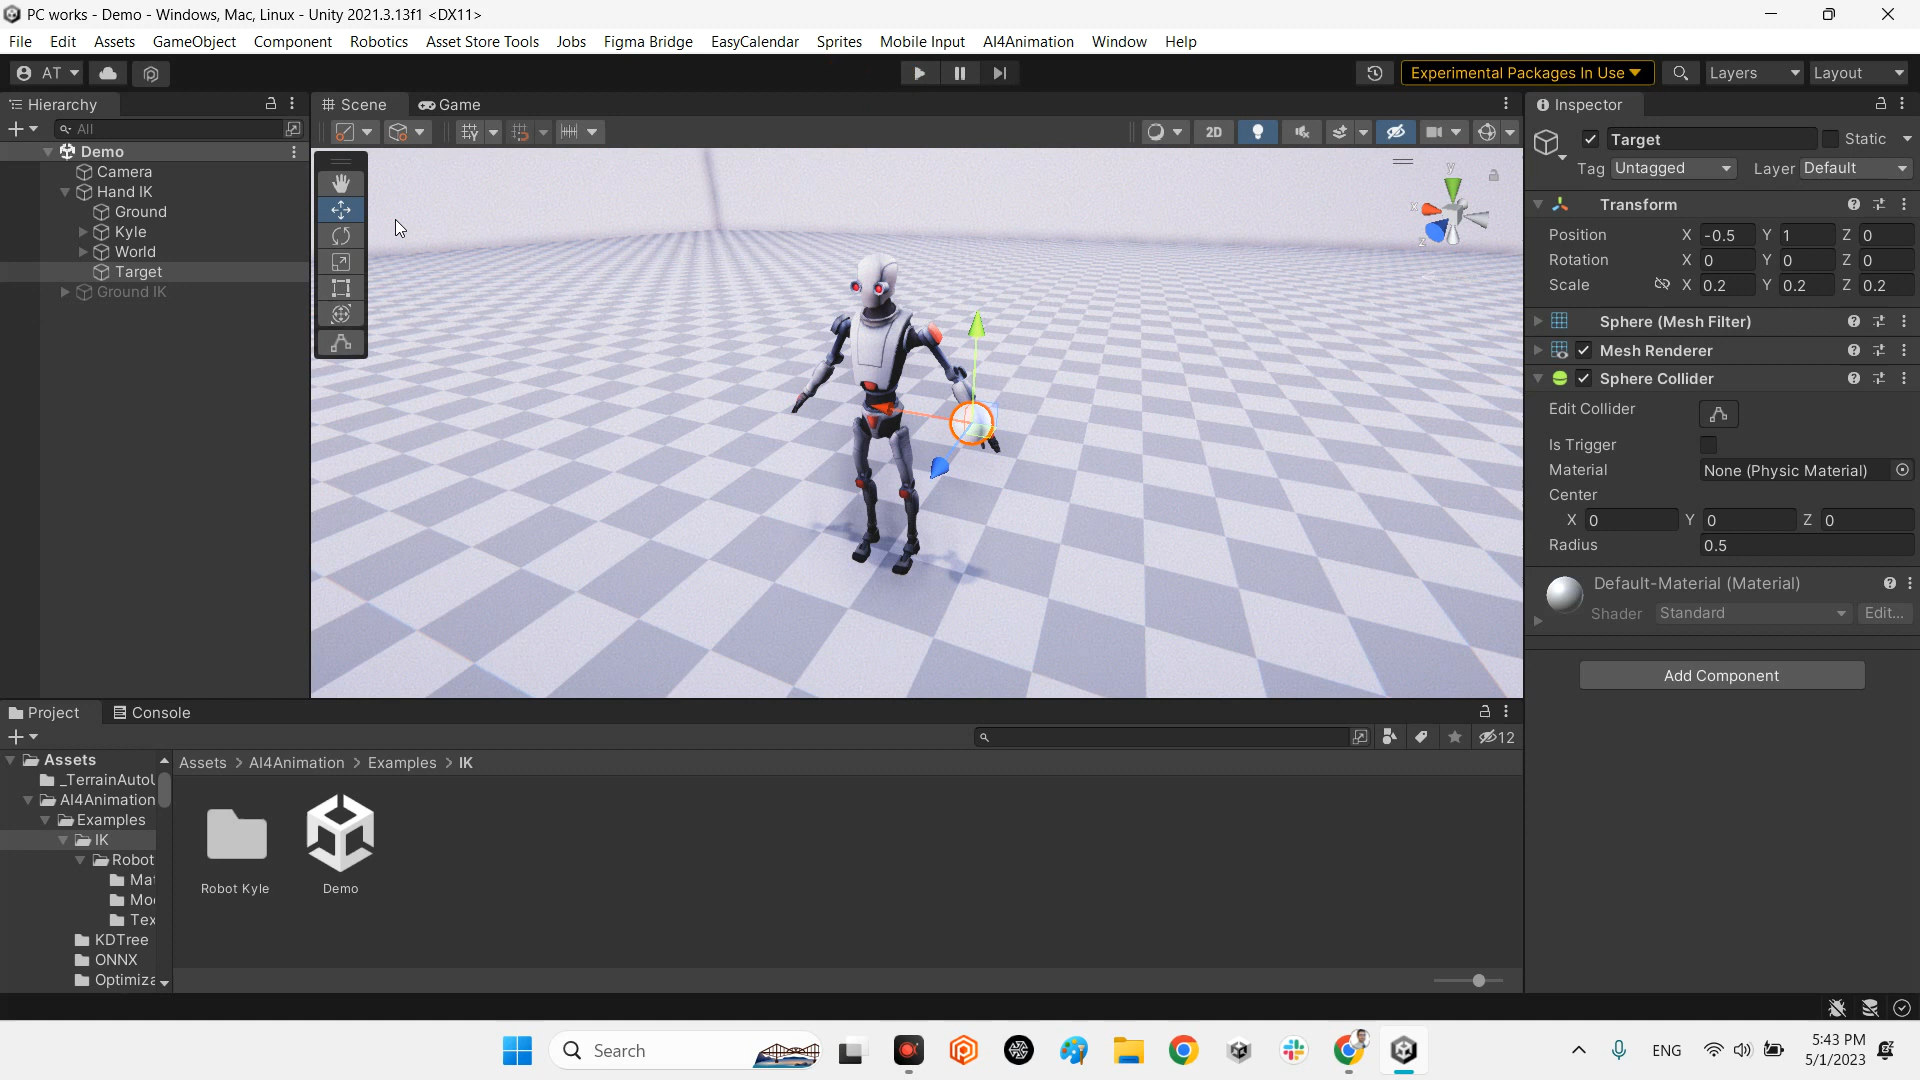 PC works - Demo - Windows, Mac, Linux - Unity 2021.3.13f1 <DX11>
File Edit Assets GameObject Component Robotics Asset Store Tools Jobs Figma Bridge EasyCalendar Sprites Mobile Input AI4Animation Window Help
AT Experimental Packages In Use Layers Layout
Hierarchy Scene Game Inspector
All 2D Target Static
Demo
Camera Tag Untagged Layer Default
Hand IK
Ground Transform
Kyle Position X -0.5 Y 1 Z 0
World Rotation X 0 Y 0 Z 0
Target Scale X 0.2 Y 0.2 Z 0.2
Ground IK
Sphere (Mesh Filter)
Mesh Renderer
Sphere Collider
Edit Collider
Is Trigger
Material None (Physic Material)
Center
X 0 Y 0 Z 0
Radius 0.5
Default-Material (Material)
Shader Standard Edit...
Add Component
y
x
z
Project Console
12
Assets Assets > AI4Animation > Examples > IK
_TerrainAutoU
AI4Animation
Examples
IK
Robot
Mat
Mo
Tex
Robot Kyle Demo
KDTree
ONNX
Optimiza
Search ENG 5:43 PM
5/1/2023